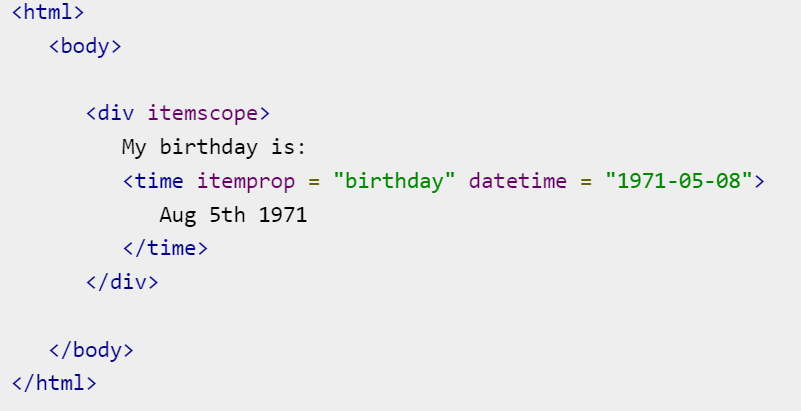 <html>
<body>
<div itemscope>
My birthday is:
<time itemprop = "birthday" datetime = "1971-05-08">
Aug 5th 1971
</time>
</div>
</body>
</html>